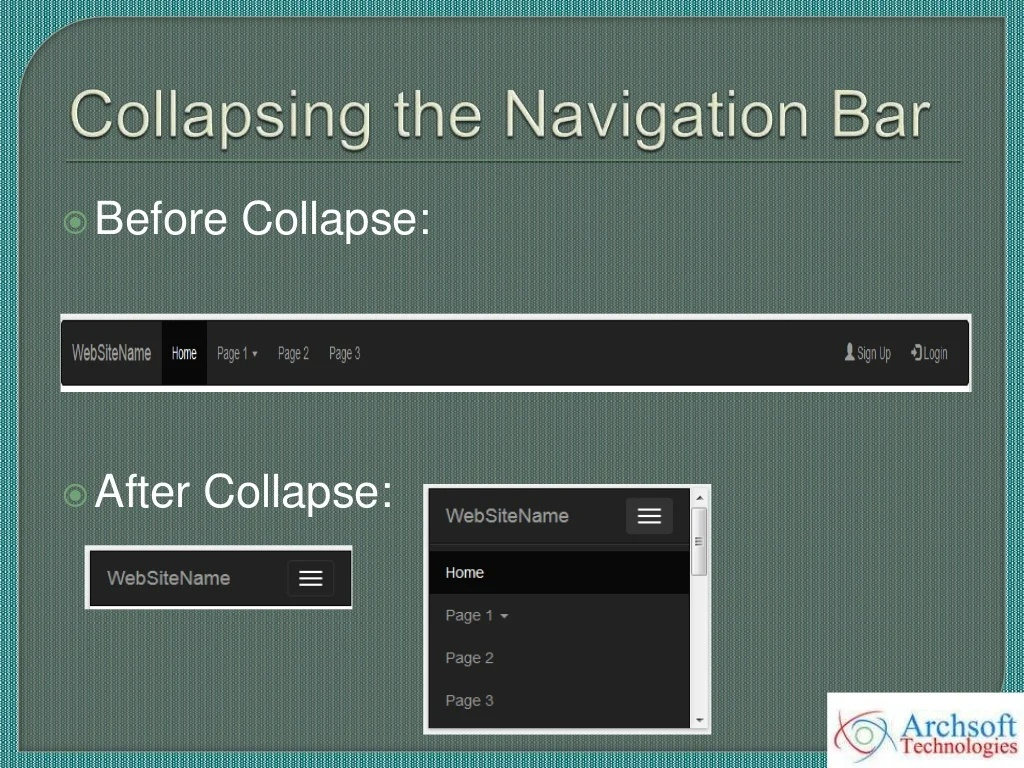 Collapsing the Navigation Bar
Before Collapse:
WebSiteName Home Page 1 Page 2 Page 3 Sign Up Login
After Collapse:
WebSiteName
WebSiteName
Home
Page 1
Page 2
Page 3
Archsoft
Technologies